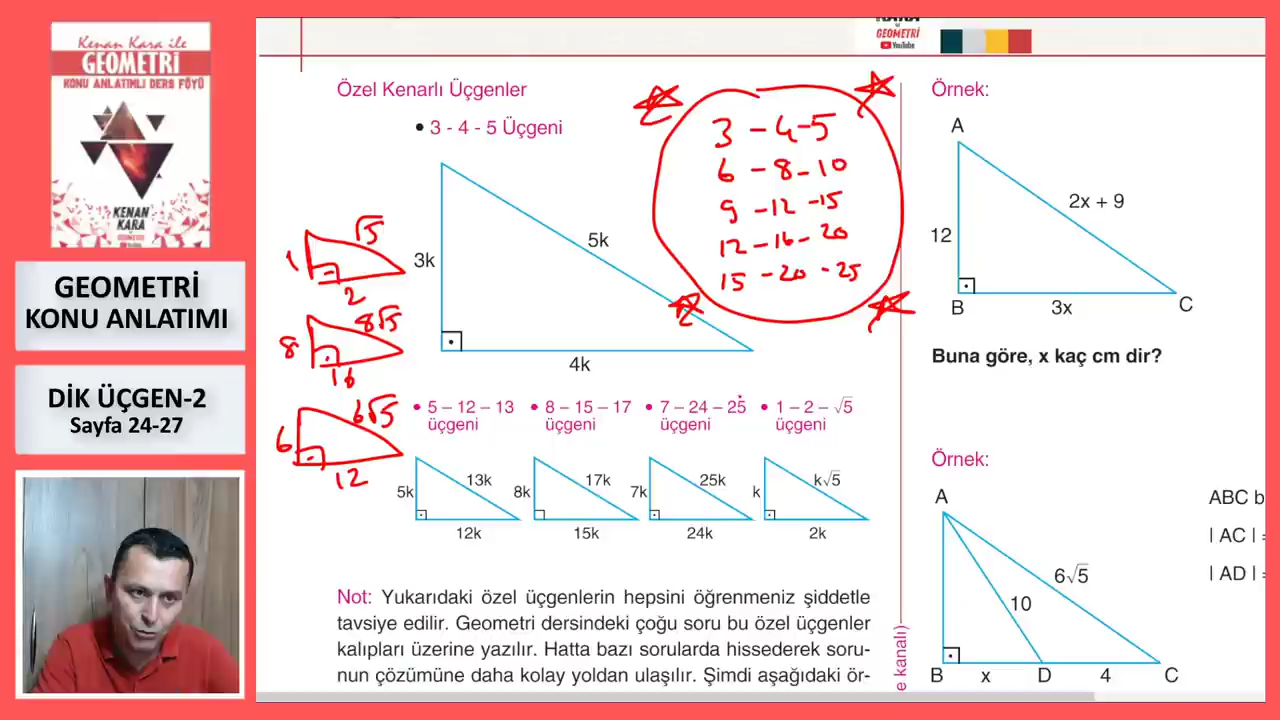 Kenan Kara ile
GEOMETRİ
KONU ANLATIMLI DERS FÖYÜ
KENAN
KARA
GEOMETRİ
KONU ANLATIMI
DİK ÜÇGEN-2
Sayfa 24-27
GEOMETRİ
YouTube
Özel Kenarlı Üçgenler
• 3 - 4 - 5 Üçgeni
3k
5k
4k
3 - 4 - 5
6 - 8 - 10
9 - 12 - 15
12 - 16 - 20
15 - 20 - 25
1
√5
2
8
8√5
16
6
6√5
12
• 5 – 12 – 13
üçgeni
• 8 – 15 – 17
üçgeni
• 7 – 24 – 25
üçgeni
• 1 – 2 – √5
üçgeni
5k
13k
12k
8k
17k
15k
7k
25k
24k
k
k√5
2k
Not: Yukarıdaki özel üçgenlerin hepsini öğrenmeniz şiddetle
tavsiye edilir. Geometri dersindeki çoğu soru bu özel üçgenler
kalıpları üzerine yazılır. Hatta bazı sorularda hissederek soru-
nun çözümüne daha kolay yoldan ulaşılır. Şimdi aşağıdaki ör-
e kanalı)
Örnek:
A
12
2x + 9
B
3x
C
Buna göre, x kaç cm dir?
Örnek:
A
6√5
10
B
x
D
4
C
ABC b
| AC | =
| AD | =